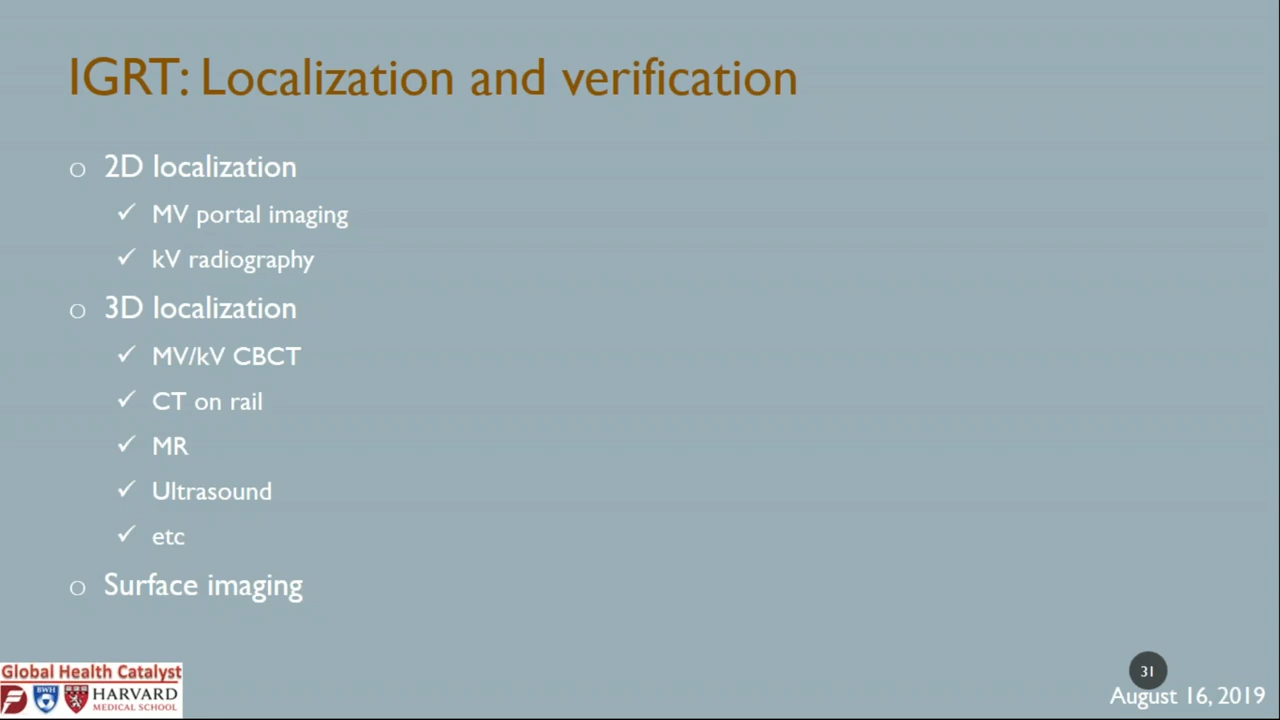 IGRT: Localization and verification
o 2D localization
✓ MV portal imaging
✓ kV radiography
o 3D localization
✓ MV/kV CBCT
✓ CT on rail
✓ MR
✓ Ultrasound
✓ etc
o Surface imaging
Global Health Catalyst
BWH
HARVARD
MEDICAL SCHOOL
31
August 16, 2019